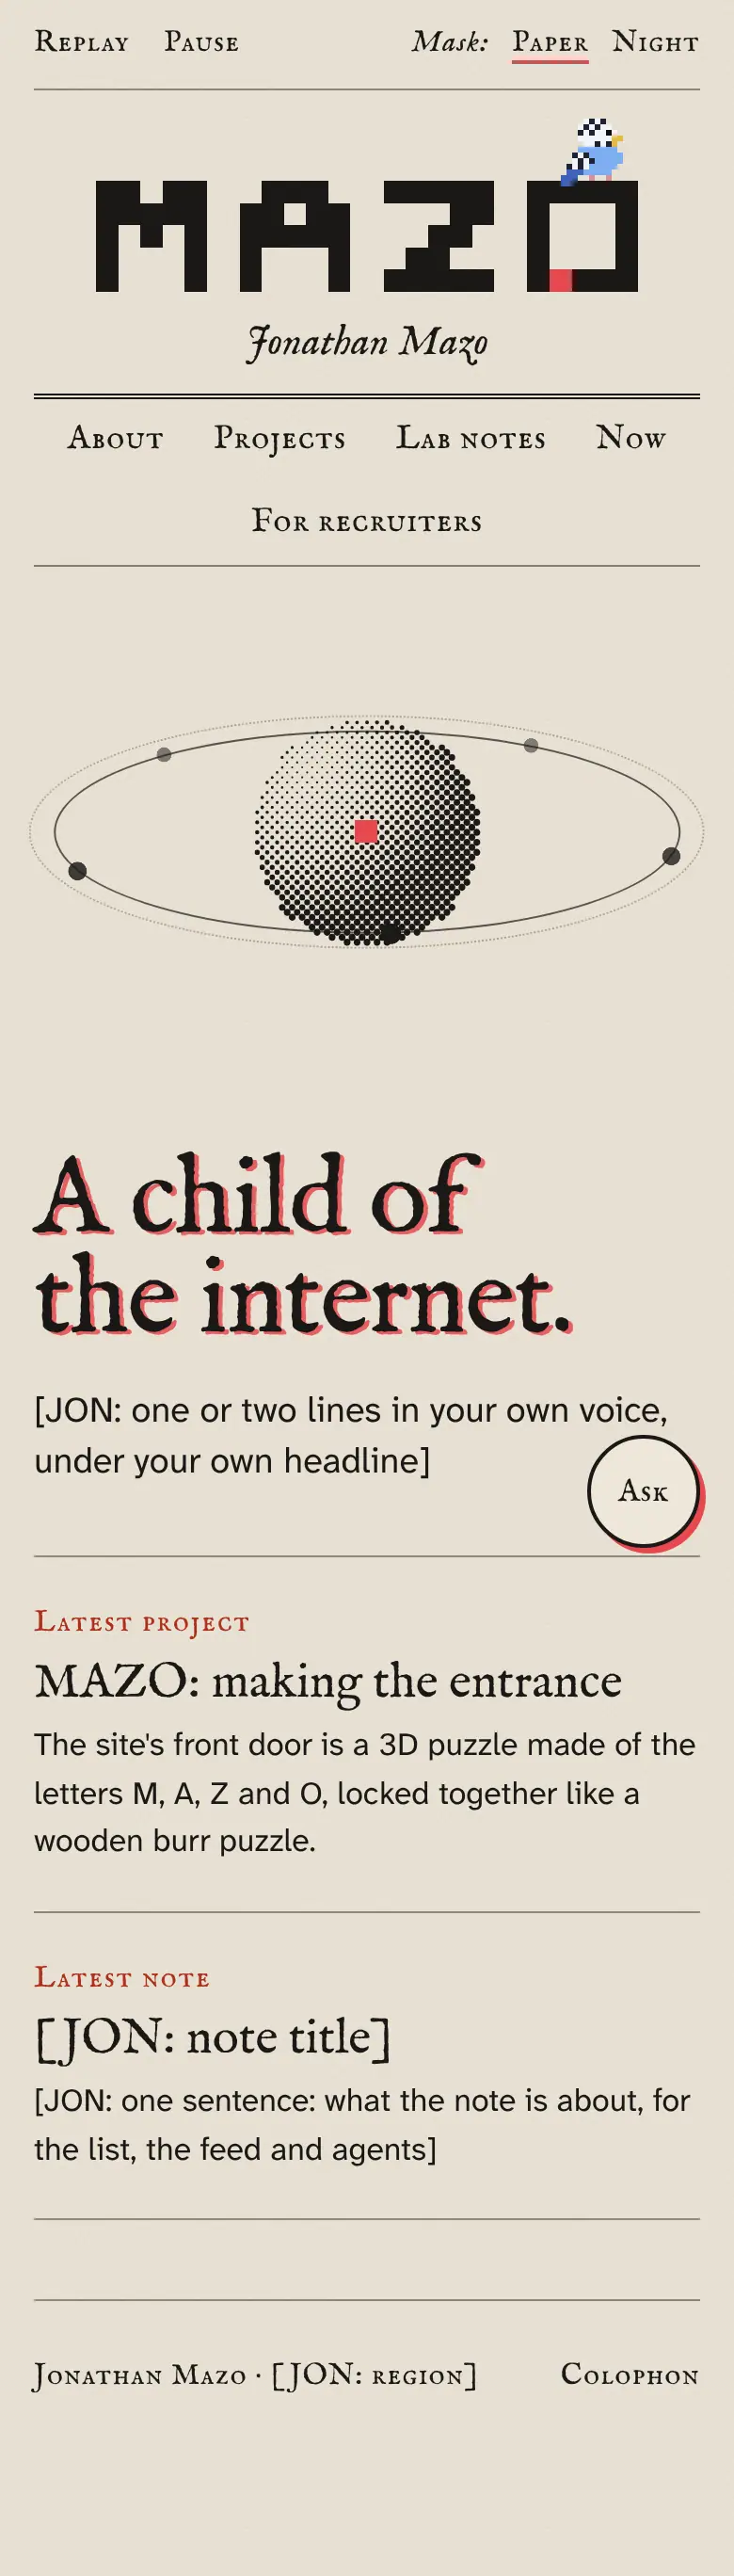 Replay Pause Mask: Paper Night
MAZO
Jonathan Mazo
About Projects Lab notes Now
For recruiters
A child of
the internet.
[JON: one or two lines in your own voice,
under your own headline]
Ask
Latest project
MAZO: making the entrance
The site's front door is a 3D puzzle made of the
letters M, A, Z and O, locked together like a
wooden burr puzzle.
Latest note
[JON: note title]
[JON: one sentence: what the note is about, for
the list, the feed and agents]
Jonathan Mazo · [JON: region] Colophon